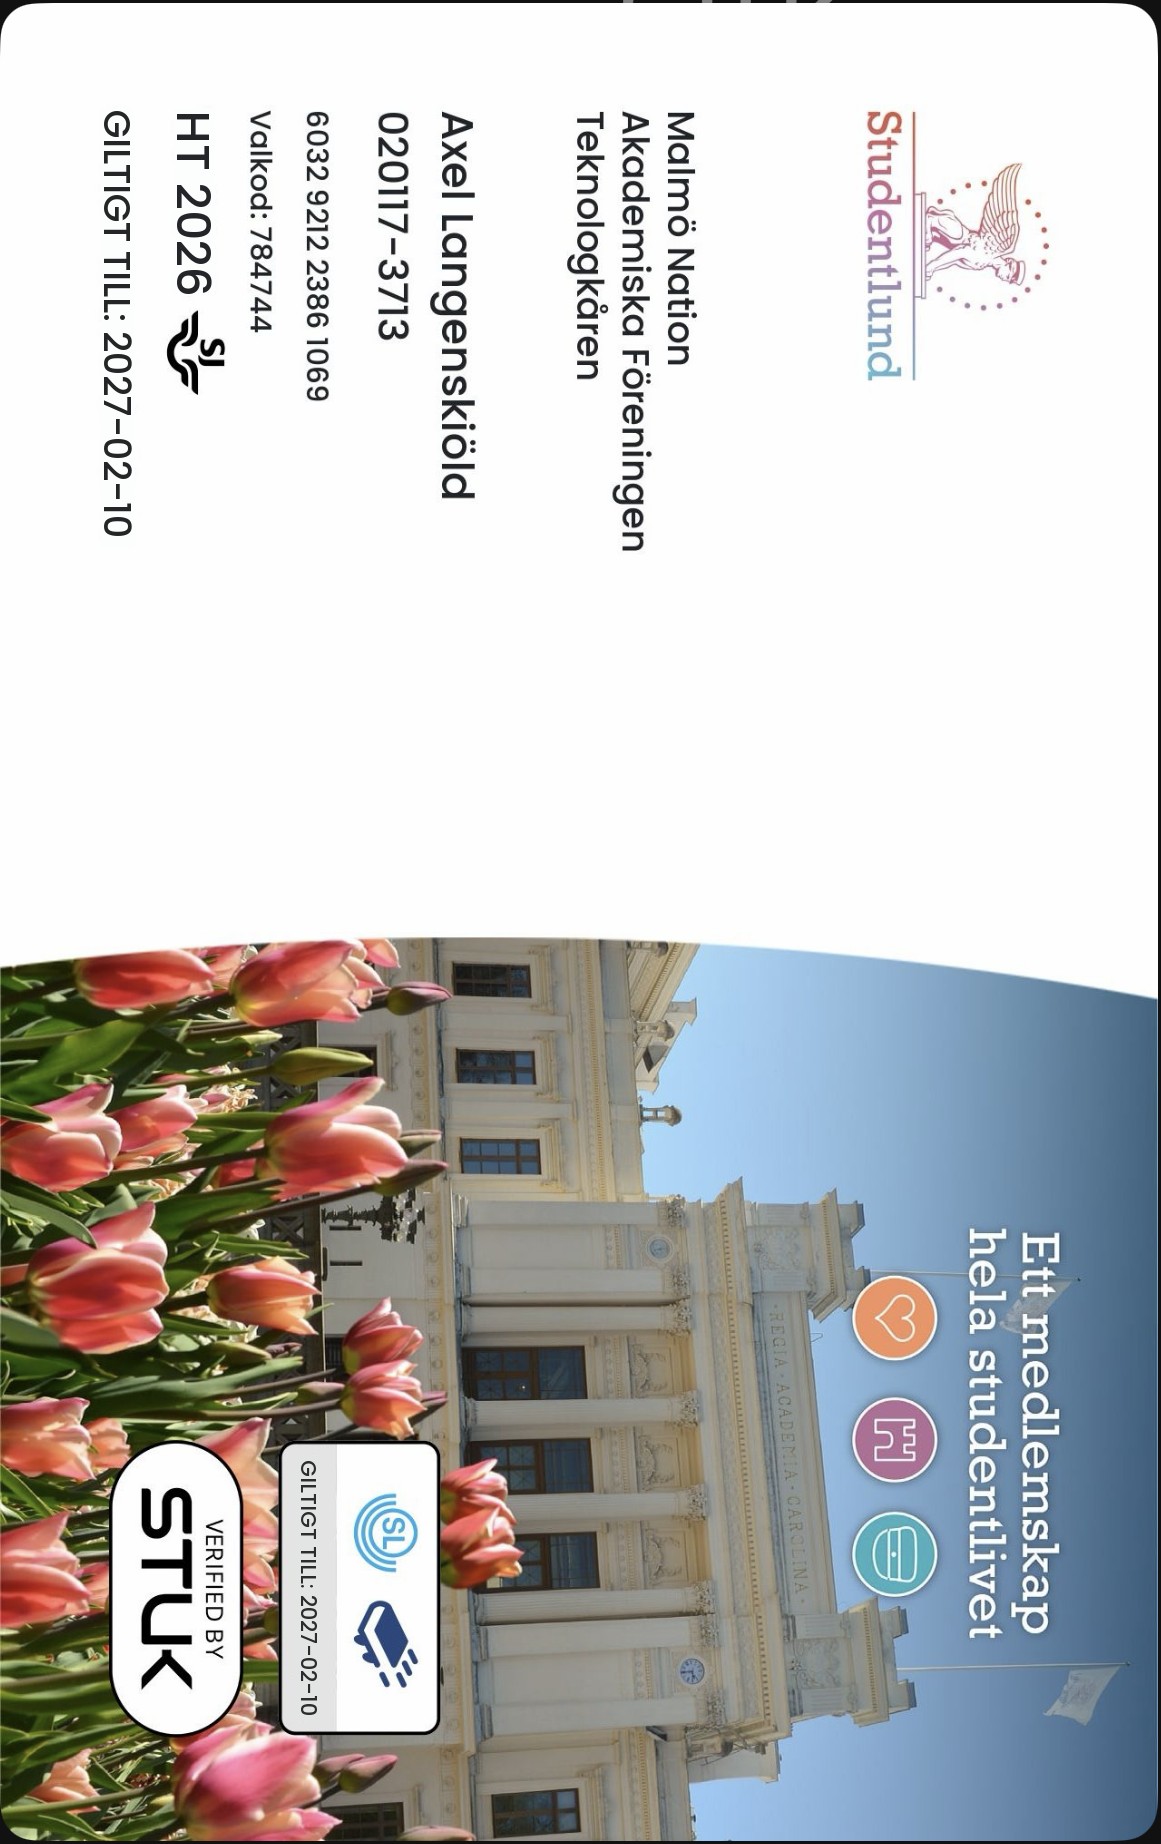 Studentlund
Malmö Nation
Akademiska Föreningen
Teknologkåren
Axel Langenskiöld
020117-3713
6032 9212 2386 1069
Valkod: 784744
HT 2026 SJ
GILTIGT TILL: 2027-02-10
Ett medlemskap
hela studentlivet
·REGIA·ACADEMIA·CAROLINA·
SL
GILTIGT TILL: 2027-02-10
VERIFIED BY
STUK